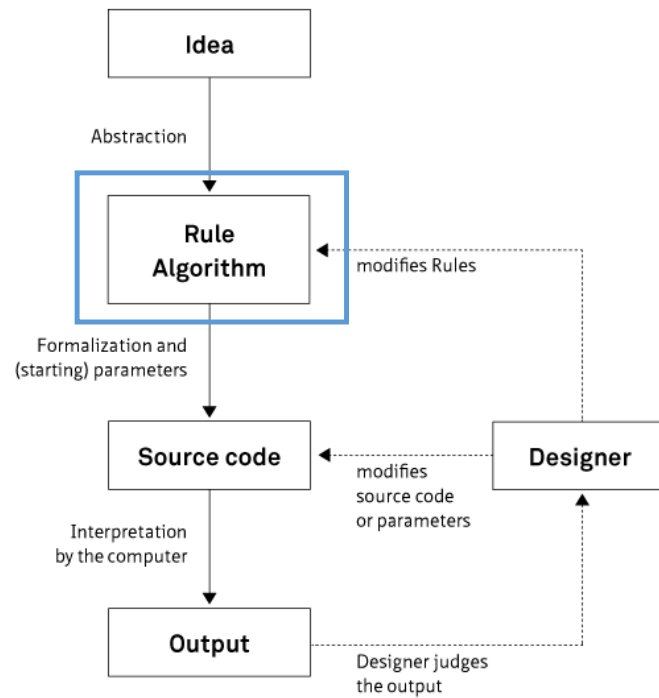 Idea
Abstraction
Rule
Algorithm
modifies Rules
Formalization and
(starting) parameters
Source code
modifies
source code
or parameters
Designer
Interpretation
by the computer
Output
Designer judges
the output